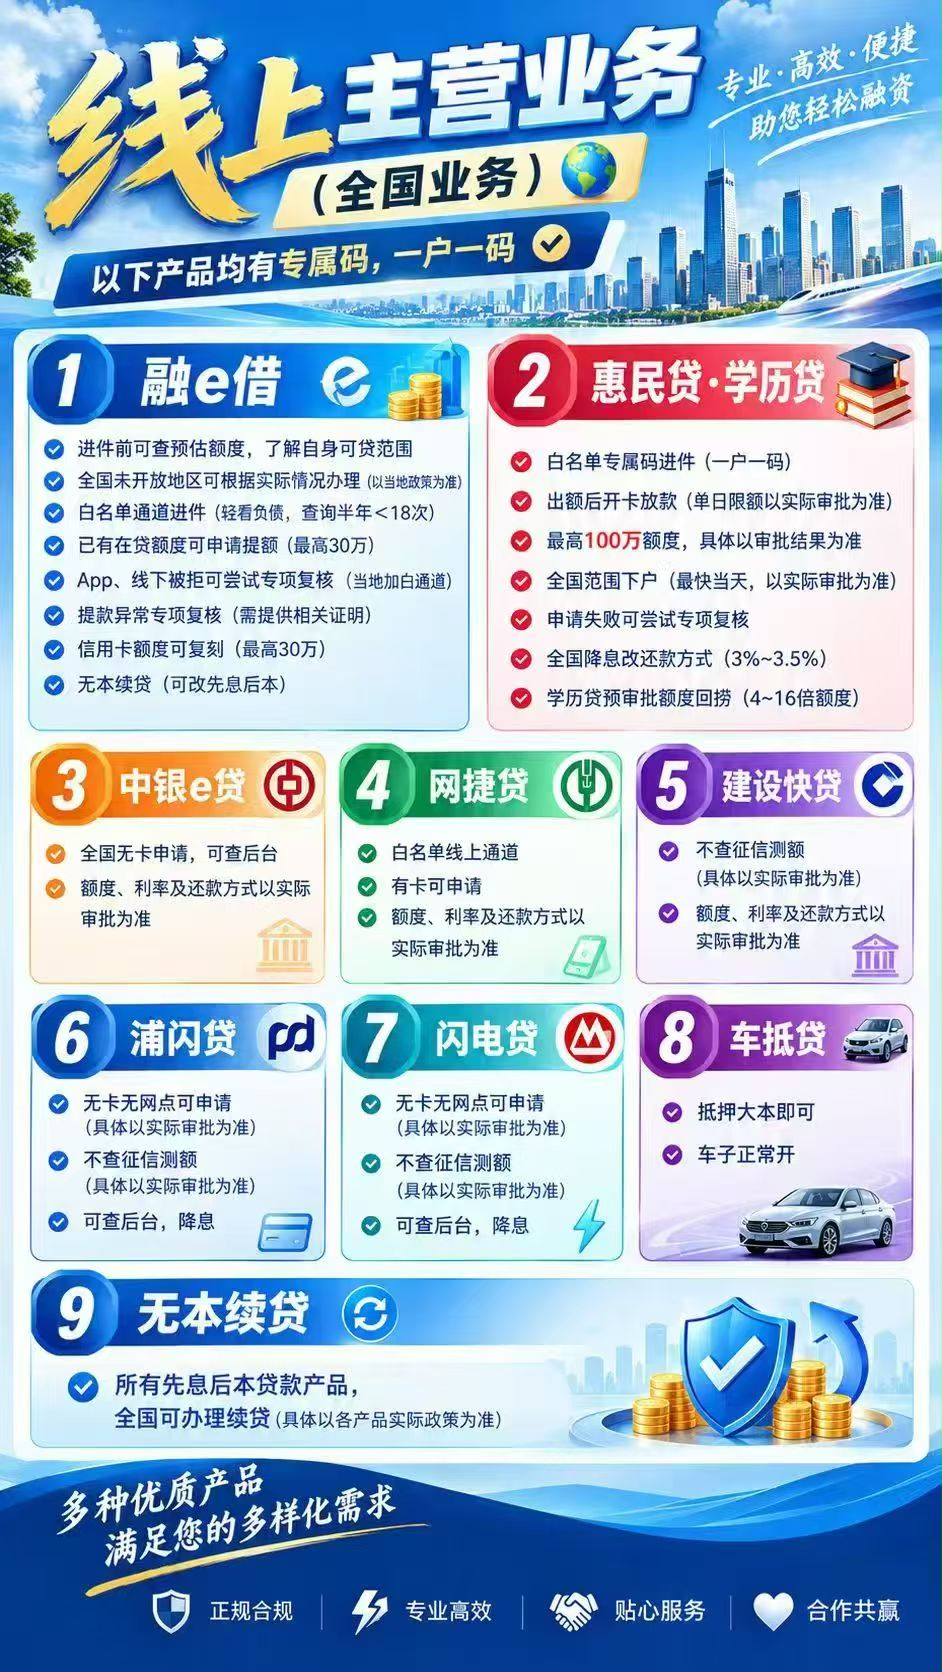 线上主营业务
专业·高效·便捷
助您轻松融资
（全国业务）
以下产品均有专属码，一户一码
1 融e借
进件前可查预估额度，了解自身可贷范围
全国未开放地区可根据实际情况办理（以当地政策为准）
白名单通道进件（轻看负债，查询半年＜18次）
已有在贷额度可申请提额（最高30万）
App、线下被拒可尝试专项复核（当地加白通道）
提款异常专项复核（需提供相关证明）
信用卡额度可复刻（最高30万）
无本续贷（可改先息后本）
2 惠民贷·学历贷
白名单专属码进件（一户一码）
出额后开卡放款（单日限额以实际审批为准）
最高100万额度，具体以审批结果为准
全国范围下户（最快当天，以实际审批为准）
申请失败可尝试专项复核
全国降息改还款方式（3%~3.5%）
学历贷预审批额度回捞（4~16倍额度）
3 中银e贷
全国无卡申请，可查后台
额度、利率及还款方式以实际
审批为准
4 网捷贷
白名单线上通道
有卡可申请
额度、利率及还款方式以
实际审批为准
5 建设快贷
不查征信测额
（具体以实际审批为准）
额度、利率及还款方式以
实际审批为准
6 浦闪贷
无卡无网点可申请
（具体以实际审批为准）
不查征信测额
（具体以实际审批为准）
可查后台，降息
7 闪电贷
无卡无网点可申请
（具体以实际审批为准）
不查征信测额
（具体以实际审批为准）
可查后台，降息
8 车抵贷
抵押大本即可
车子正常开
9 无本续贷
所有先息后本贷款产品，
全国可办理续贷（具体以各产品实际政策为准）
多种优质产品
满足您的多样化需求
正规合规
专业高效
贴心服务
合作共赢